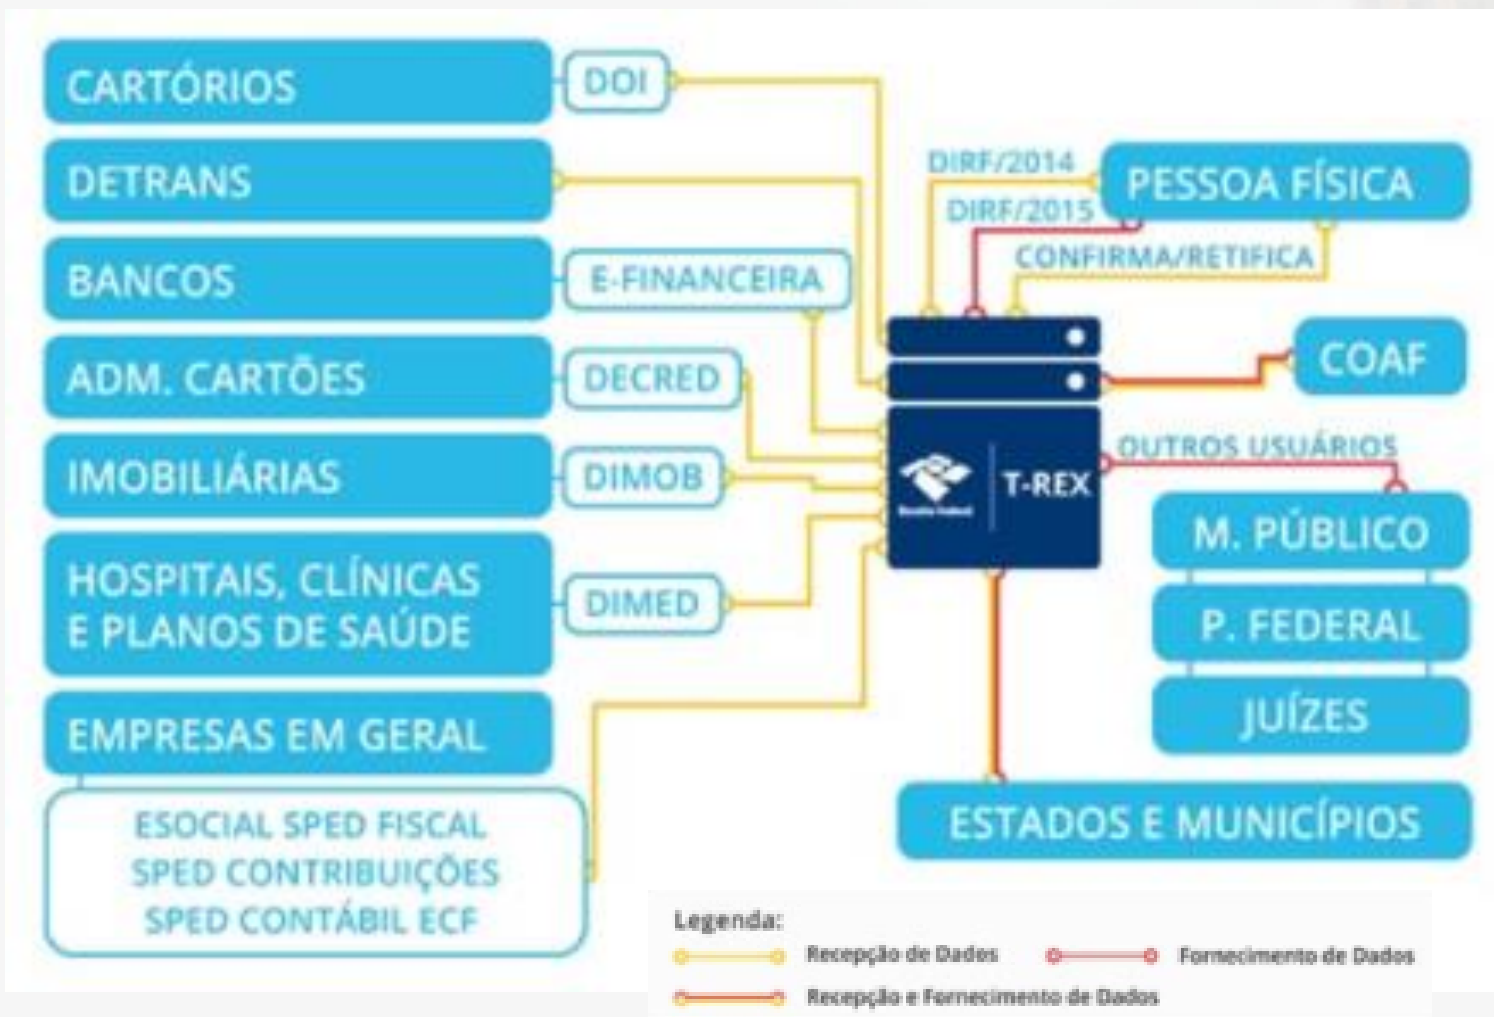 CARTÓRIOS
DOI
DETRANS
BANCOS
E-FINANCEIRA
ADM. CARTÕES
DECRED
IMOBILIÁRIAS
DIMOB
HOSPITAIS, CLÍNICAS
E PLANOS DE SAÚDE
DIMED
EMPRESAS EM GERAL
ESOCIAL SPED FISCAL
SPED CONTRIBUIÇÕES
SPED CONTÁBIL ECF
DIRF/2014
PESSOA FÍSICA
DIRF/2015
CONFIRMA/RETIFICA
COAF
OUTROS USUÁRIOS
Receita Federal
T-REX
M. PÚBLICO
P. FEDERAL
JUÍZES
ESTADOS E MUNICÍPIOS
Legenda:
Recepção de Dados
Fornecimento de Dados
Recepção e Fornecimento de Dados